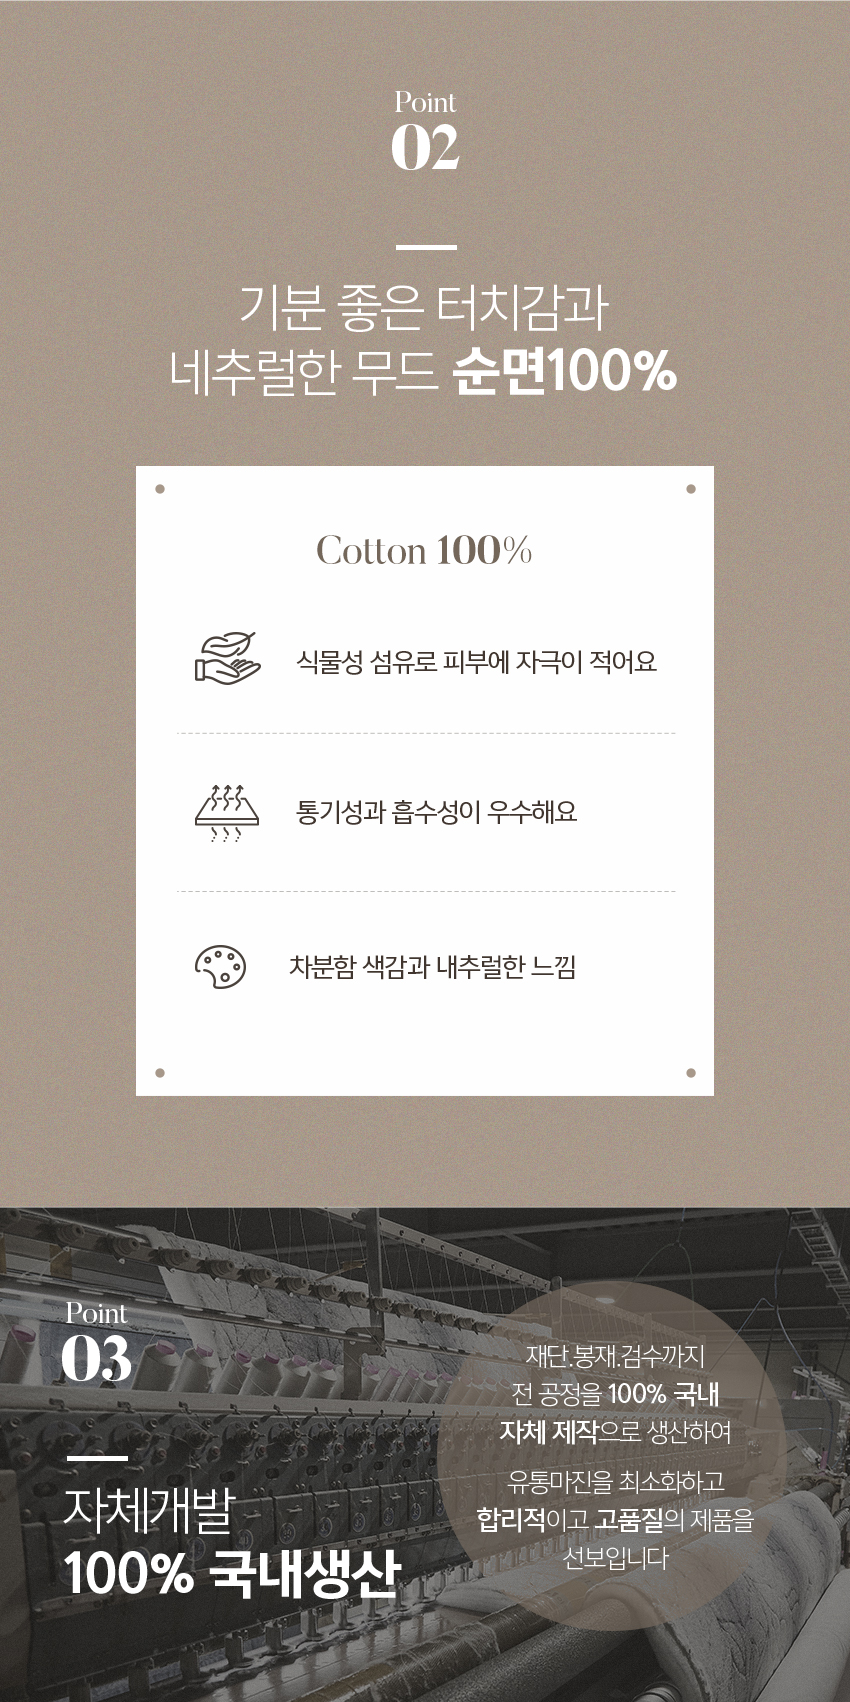 Point
02
기분 좋은 터치감과
네추럴한 무드 순면100%
Cotton 100%
식물성 섬유로 피부에 자극이 적어요
통기성과 흡수성이 우수해요
차분함 색감과 내추럴한 느낌
Point
03
자체개발
100% 국내생산
재단.봉재.검수까지
전 공정을 100% 국내
자체 제작으로 생산하여
유통마진을 최소화하고
합리적이고 고품질의 제품을
선보입니다